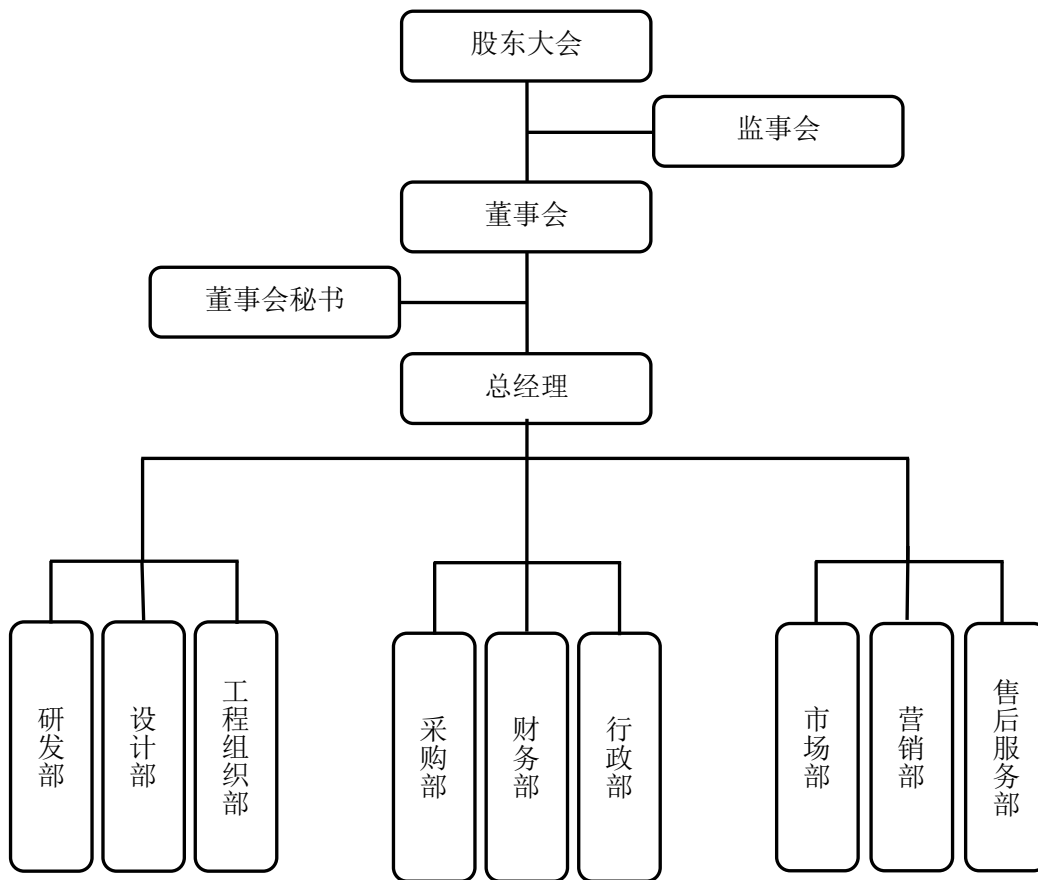 股东大会
监事会
董事会
董事会秘书
总经理
研发部
设计部
工程组织部
采购部
财务部
行政部
市场部
营销部
售后服务部